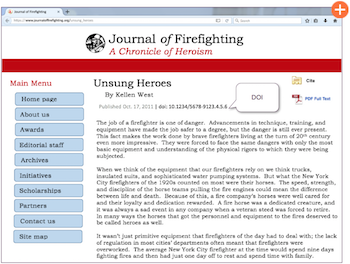 Journal of Firefighting
https://www.journaloffirefighting.org/unsung_heroes
Journal of Firefighting
A Chronicle of Heroism
Main Menu
Home page
About us
Awards
Editorial staff
Archives
Initiatives
Scholarships
Partners
Contact us
Site map
Unsung Heroes
By Kellen West
Published Oct. 17, 2011 | doi: 10.1234/5678-9123.4.5.6
DOI
Cite
PDF Full Text
The job of a firefighter is one of danger. Advancements in technique, training, and
equipment have made the job safer to a degree, but the danger is still ever present.
This fact makes the work done by brave firefighters living at the turn of 20th century
even more impressive. They were forced to face the same dangers with only the most
basic equipment and understanding of the physical rigors to which they were being
subjected.
When we think of the equipment that our firefighters rely on we think trucks,
insulated suits, and sophisticated water pumping systems. But what the New York
City firefighters of the 1920s counted on most were their horses. The speed, strength,
and discipline of the horse teams pulling the fire engines could mean the difference
between life and death. Because of this, a fire company's horses were well cared for
and their loyalty and dedication rewarded. A fire horse was a dedicated creature, and
it was always a sad event in any company when a veteran steed was forced to retire.
In many ways the horses that got the personnel and equipment to the fires deserved to
be called heroes as well.
It wasn't just primitive equipment that firefighters of the day had to deal with; the lack
of regulation in most cities' departments often meant that firefighters were
overworked. The average New York City firefighter at the time would spend nine days
fighting fires and then had just one day off to rest and spend time with family.